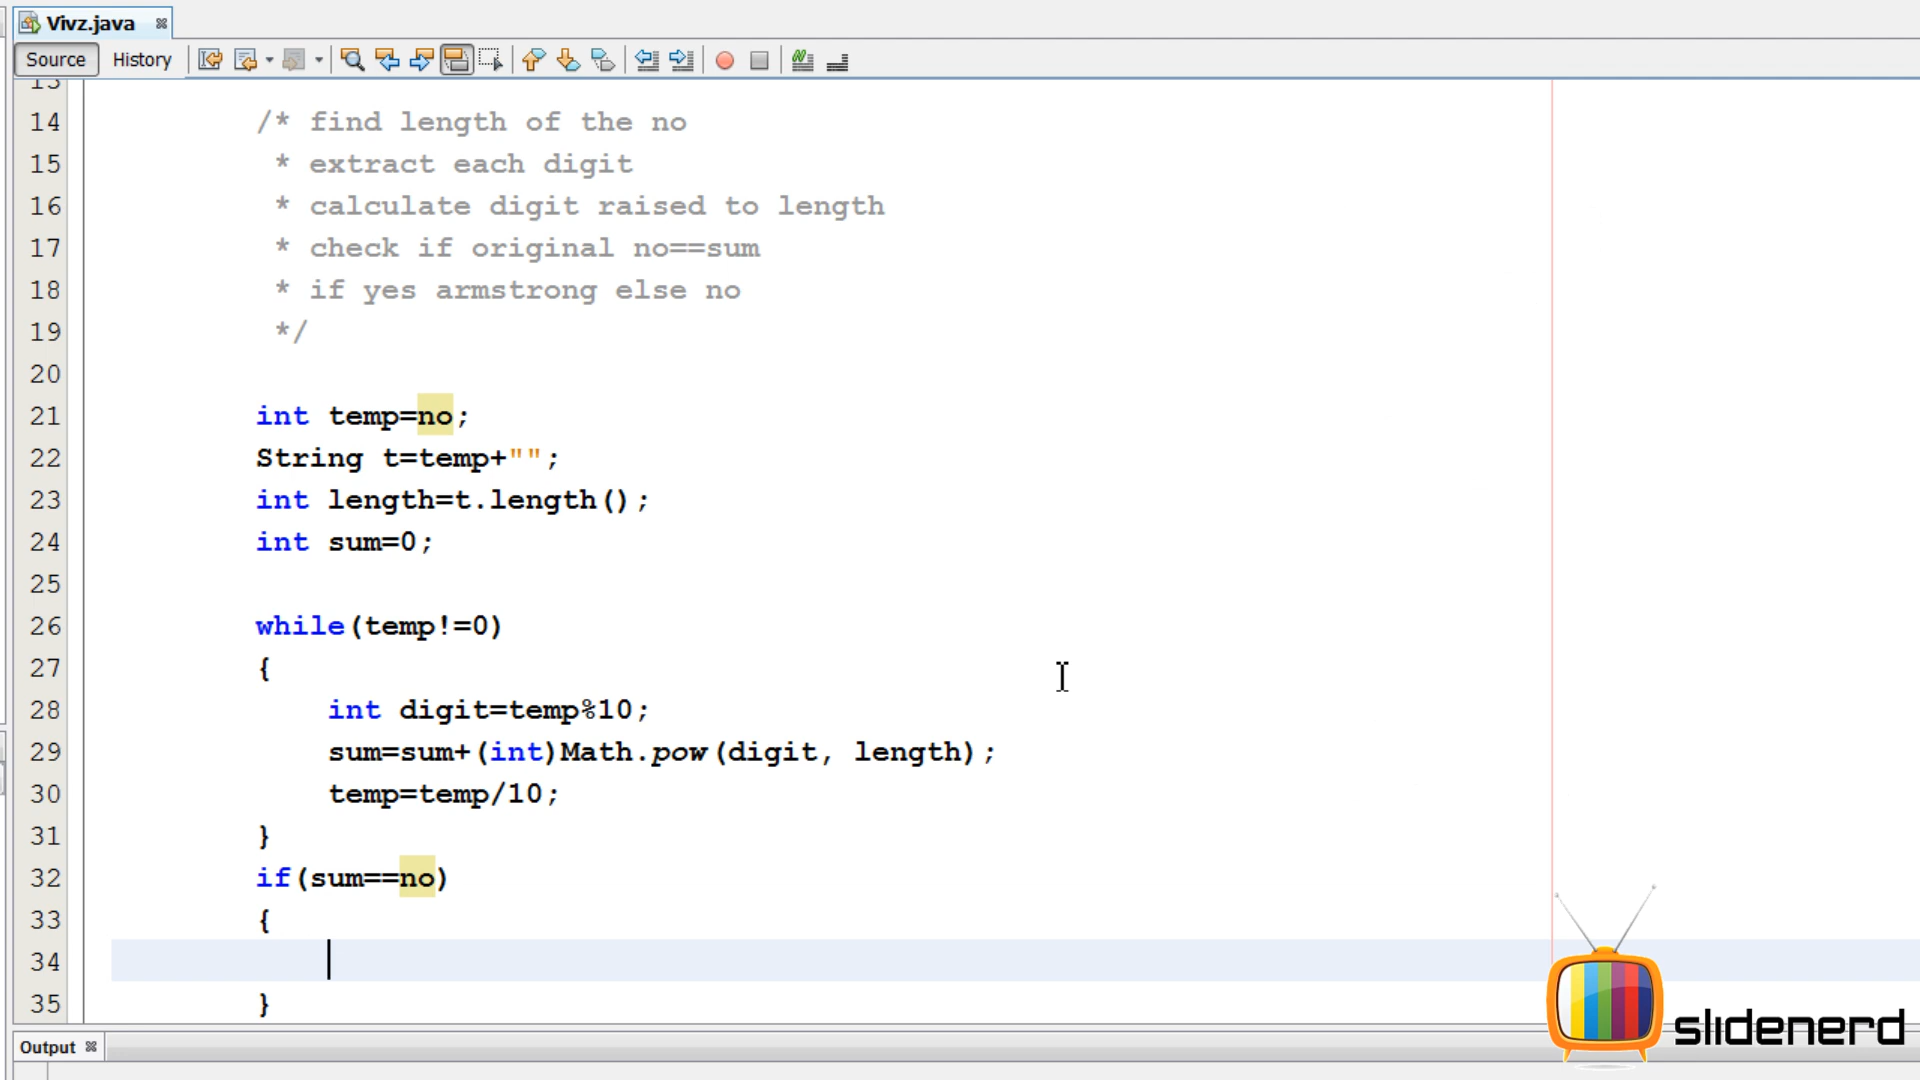 Vivz.java
Source History
13
14 /* find length of the no
15 * extract each digit
16 * calculate digit raised to length
17 * check if original no==sum
18 * if yes armstrong else no
19 */
20
21 int temp=no;
22 String t=temp+"";
23 int length=t.length();
24 int sum=0;
25
26 while(temp!=0)
27 {
28 int digit=temp%10;
29 sum=sum+(int)Math.pow(digit, length);
30 temp=temp/10;
31 }
32 if(sum==no)
33 {
34
35 }
slidenerd
Output